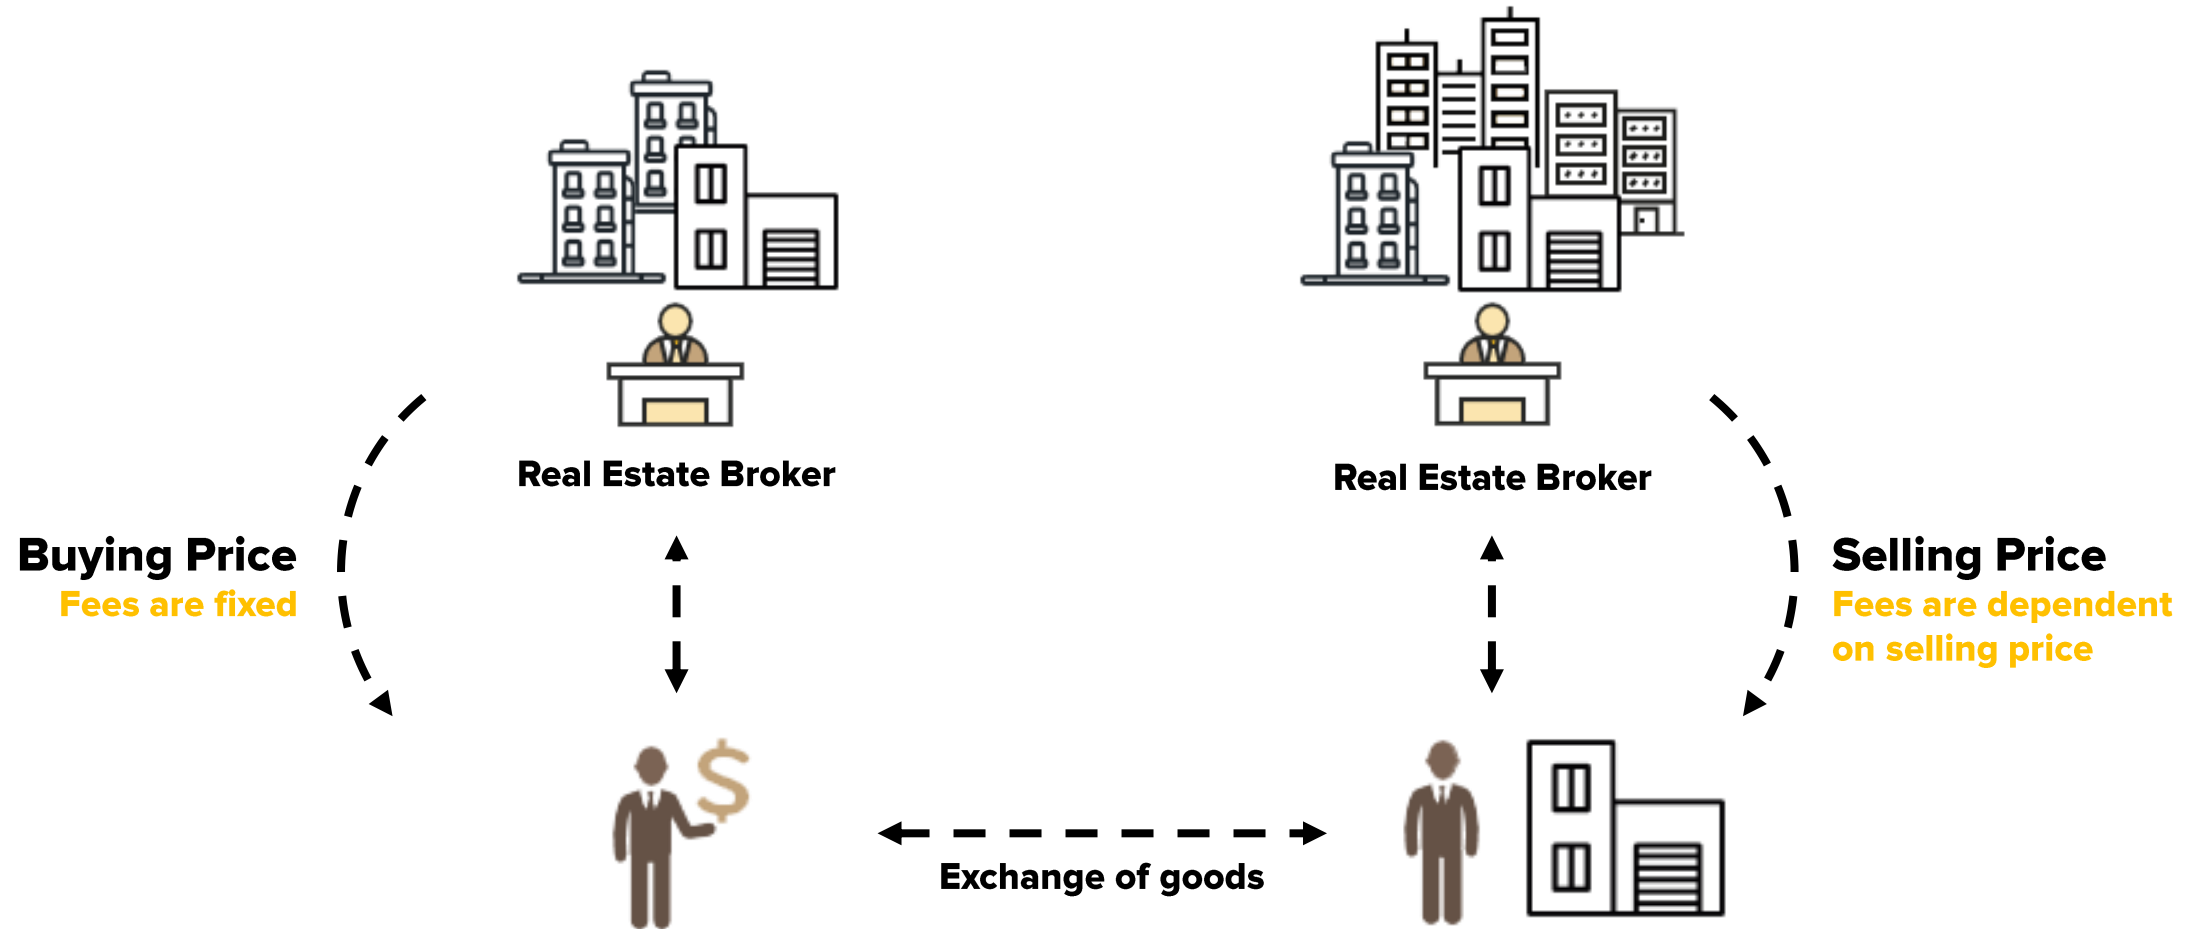 Real Estate Broker
Real Estate Broker
Buying Price
Fees are fixed
Selling Price
Fees are dependent
on selling price
$
Exchange of goods